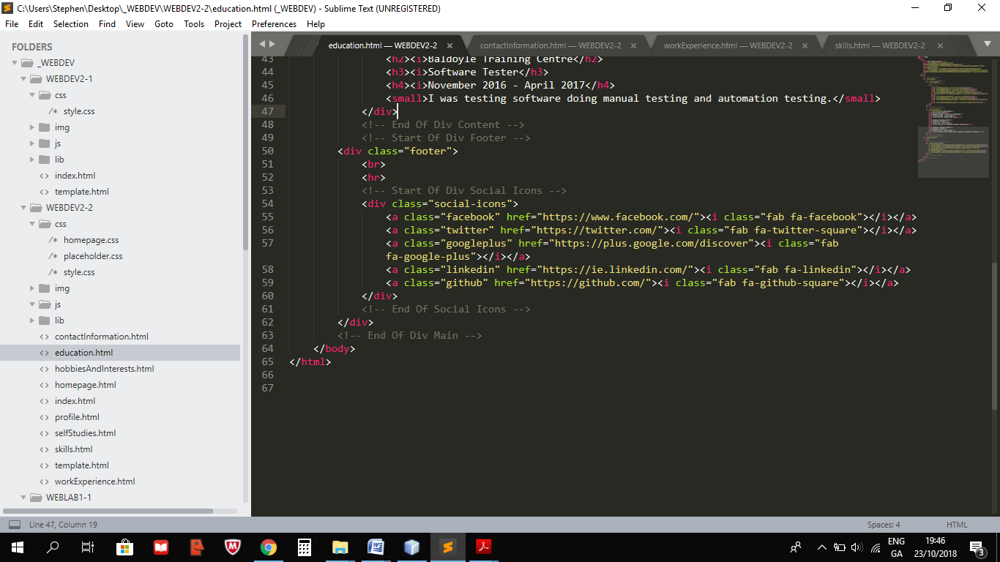 C:\Users\Stephen\Desktop\_WEBDEV\WEBDEV2-2\education.html (_WEBDEV) - Sublime Text (UNREGISTERED)
File Edit Selection Find View Goto Tools Project Preferences Help
FOLDERS
_WEBDEV
WEBDEV2-1
css
/* style.css
img
js
lib
<> index.html
<> template.html
WEBDEV2-2
css
/* homepage.css
/* placeholder.css
/* style.css
img
js
lib
<> contactInformation.html
<> education.html
<> hobbiesAndInterests.html
<> homepage.html
<> index.html
<> profile.html
<> selfStudies.html
<> skills.html
<> template.html
<> workExperience.html
WEBLAB1-1
education.html — WEBDEV2-2 × contactInformation.html — WEBDEV2-2 × workExperience.html — WEBDEV2-2 × skills.html — WEBDEV2-2 ×
43 <h2><i>Baldoyle Training Centre</h2>
44 <h3><i>Software Tester</h3>
45 <h4><i>November 2016 - April 2017</h4>
46 <small>I was testing software doing manual testing and automation testing.</small>
47 </div>
48 <!-- End Of Div Content -->
49 <!-- Start Of Div Footer -->
50 <div class="footer">
51 <br>
52 <hr>
53 <!-- Start Of Div Social Icons -->
54 <div class="social-icons">
55 <a class="facebook" href="https://www.facebook.com/"><i class="fab fa-facebook"></i></a>
56 <a class="twitter" href="https://twitter.com/"><i class="fab fa-twitter-square"></i></a>
57 <a class="googleplus" href="https://plus.google.com/discover"><i class="fab
fa-google-plus"></i></a>
58 <a class="linkedin" href="https://ie.linkedin.com/"><i class="fab fa-linkedin"></i></a>
59 <a class="github" href="https://github.com/"><i class="fab fa-github-square"></i></a>
60 </div>
61 <!-- End Of Social Icons -->
62 </div>
63 <!-- End Of Div Main -->
64 </body>
65 </html>
66
67
Line 47, Column 19 Spaces: 4 HTML
ENG
GA
19:46
23/10/2018
3